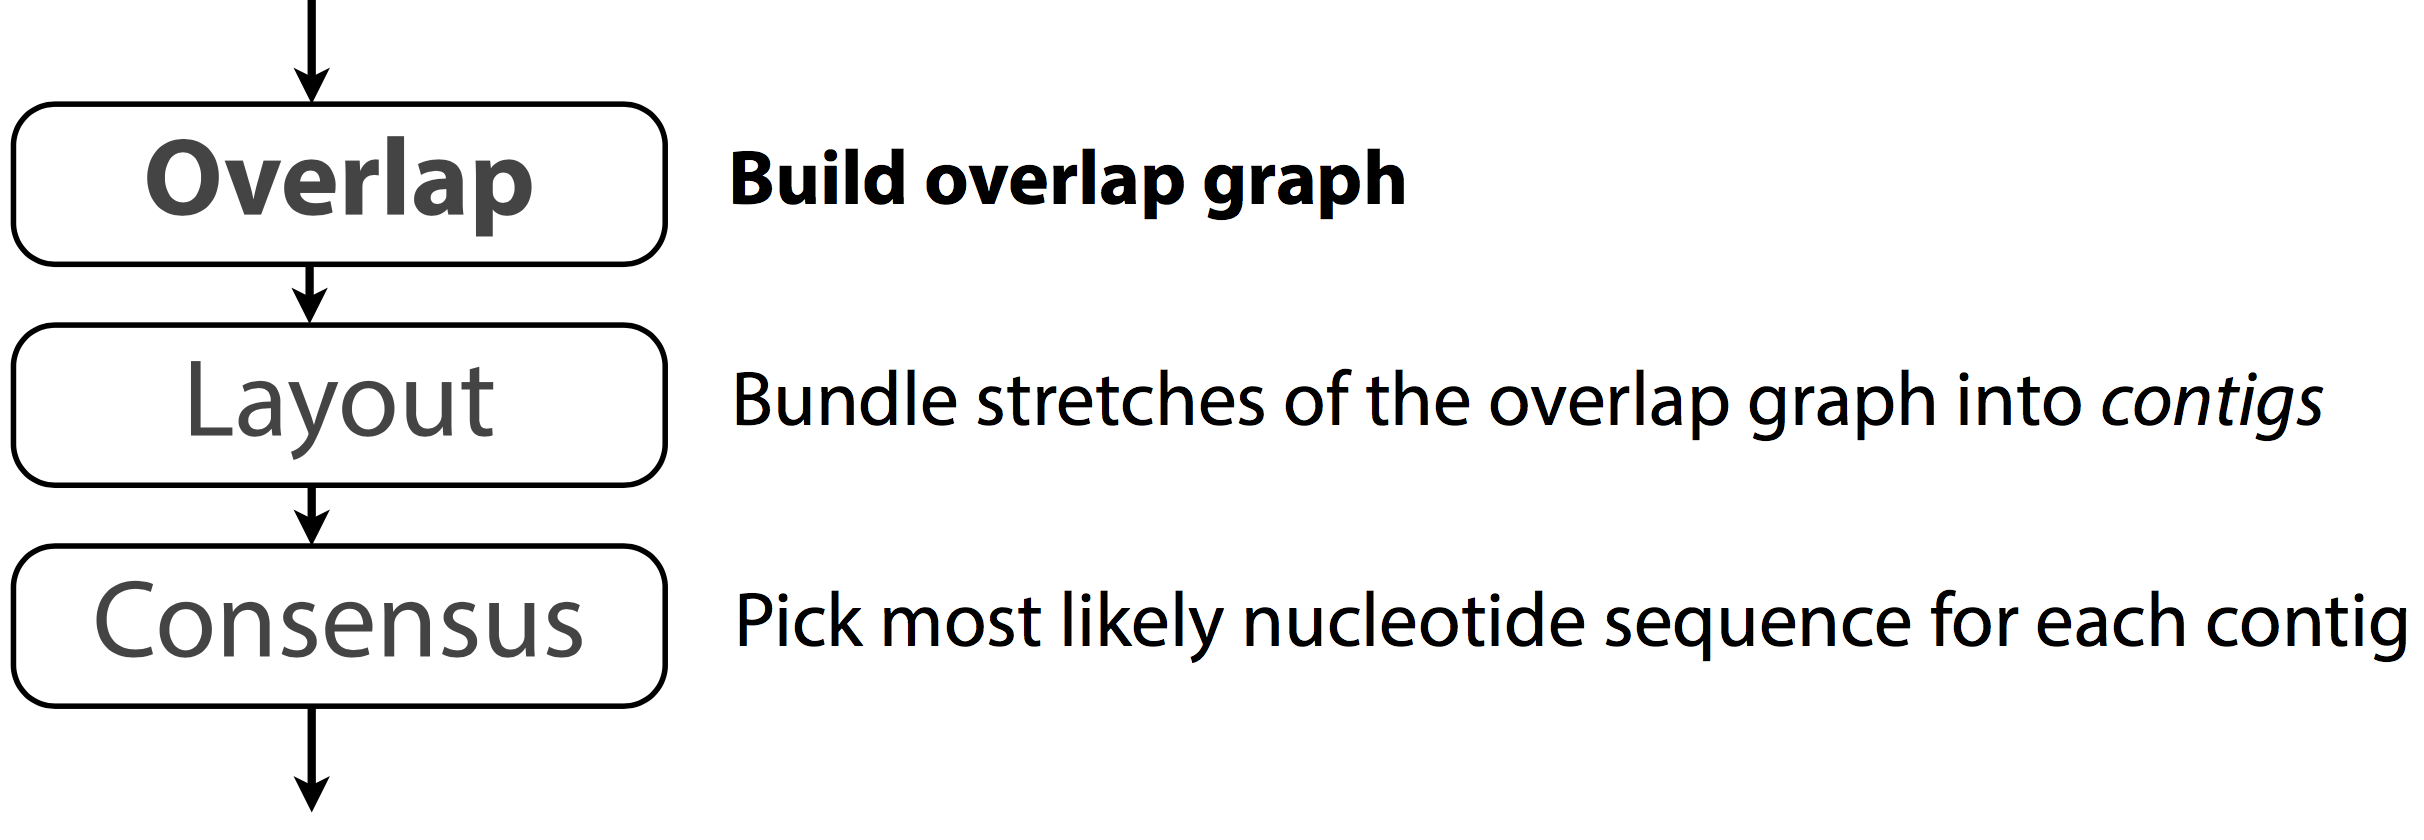 Overlap
Build overlap graph
Layout
Bundle stretches of the overlap graph into contigs
Consensus
Pick most likely nucleotide sequence for each contig